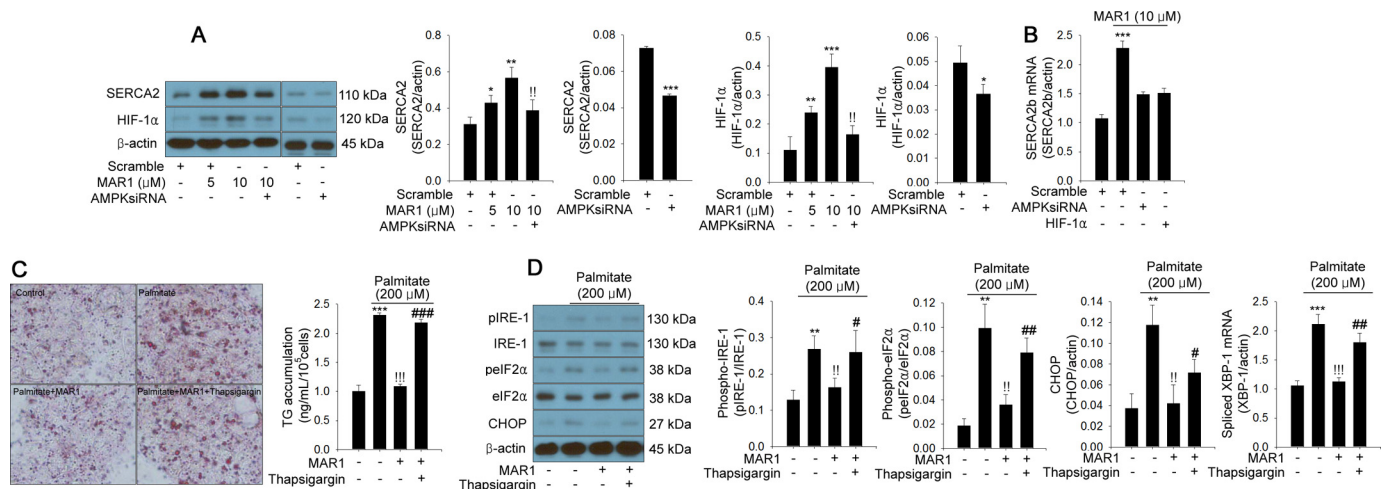 A
SERCA2
HIF-1α
β-actin
110 kDa
120 kDa
45 kDa
Scramble + + - - + -
MAR1 (µM) - 5 10 10 - -
AMPKsiRNA - - - + - +
SERCA2
(SERCA2/actin)
0.8
0.6
0.4
0.2
0.0
* ** !!
Scramble + + - -
MAR1 (µM) - 5 10 10
AMPKsiRNA - - - +
SERCA2
(SERCA2/actin)
0.08
0.06
0.04
0.02
0.00
***
Scramble + -
AMPKsiRNA - +
HIF-1α
(HIF-1α/actin)
0.5
0.4
0.3
0.2
0.1
0.0
** *** !!
Scramble + + - -
MAR1 (µM) - 5 10 10
AMPKsiRNA - - - +
HIF-1α
(HIF-1α/actin)
0.06
0.05
0.04
0.03
0.02
0.01
0.00
*
Scramble + -
AMPKsiRNA - +
B
MAR1 (10 µM)
SERCA2b mRNA
(SERCA2b/actin)
2.5
2.0
1.5
1.0
0.5
0.0
***
Scramble + + - -
AMPKsiRNA - - + -
HIF-1α - - - +
C
Control
Palmitate
Palmitate+MAR1
Palmitate+MAR1+Thapsigargin
Palmitate
(200 µM)
TG accumulation
(ng/mL/10⁵cells)
2.5
2.0
1.5
1.0
0.5
0.0
*** !!! ###
MAR1 - - + +
Thapsigargin - - - +
D
Palmitate
(200 µM)
pIRE-1
IRE-1
peIF2α
eIF2α
CHOP
β-actin
130 kDa
130 kDa
38 kDa
38 kDa
27 kDa
45 kDa
MAR1 - - + +
Thapsigargin - - - +
Palmitate
(200 µM)
Phospho-IRE-1
(pIRE-1/IRE-1)
0.4
0.3
0.2
0.1
0.0
** !! #
MAR1 - - + +
Thapsigargin - - - +
Palmitate
(200 µM)
Phospho-eIF2α
(peIF2α/eIF2α)
0.12
0.10
0.08
0.06
0.04
0.02
0.00
** !! ##
MAR1 - - + +
Thapsigargin - - - +
Palmitate
(200 µM)
CHOP
(CHOP/actin)
0.14
0.12
0.10
0.08
0.06
0.04
0.02
0.00
** !! #
MAR1 - - + +
Thapsigargin - - - +
Palmitate
(200 µM)
Spliced XBP-1 mRNA
(XBP-1/actin)
2.5
2.0
1.5
1.0
0.5
0.0
*** !!! ##
MAR1 - - + +
Thapsigargin - - - +